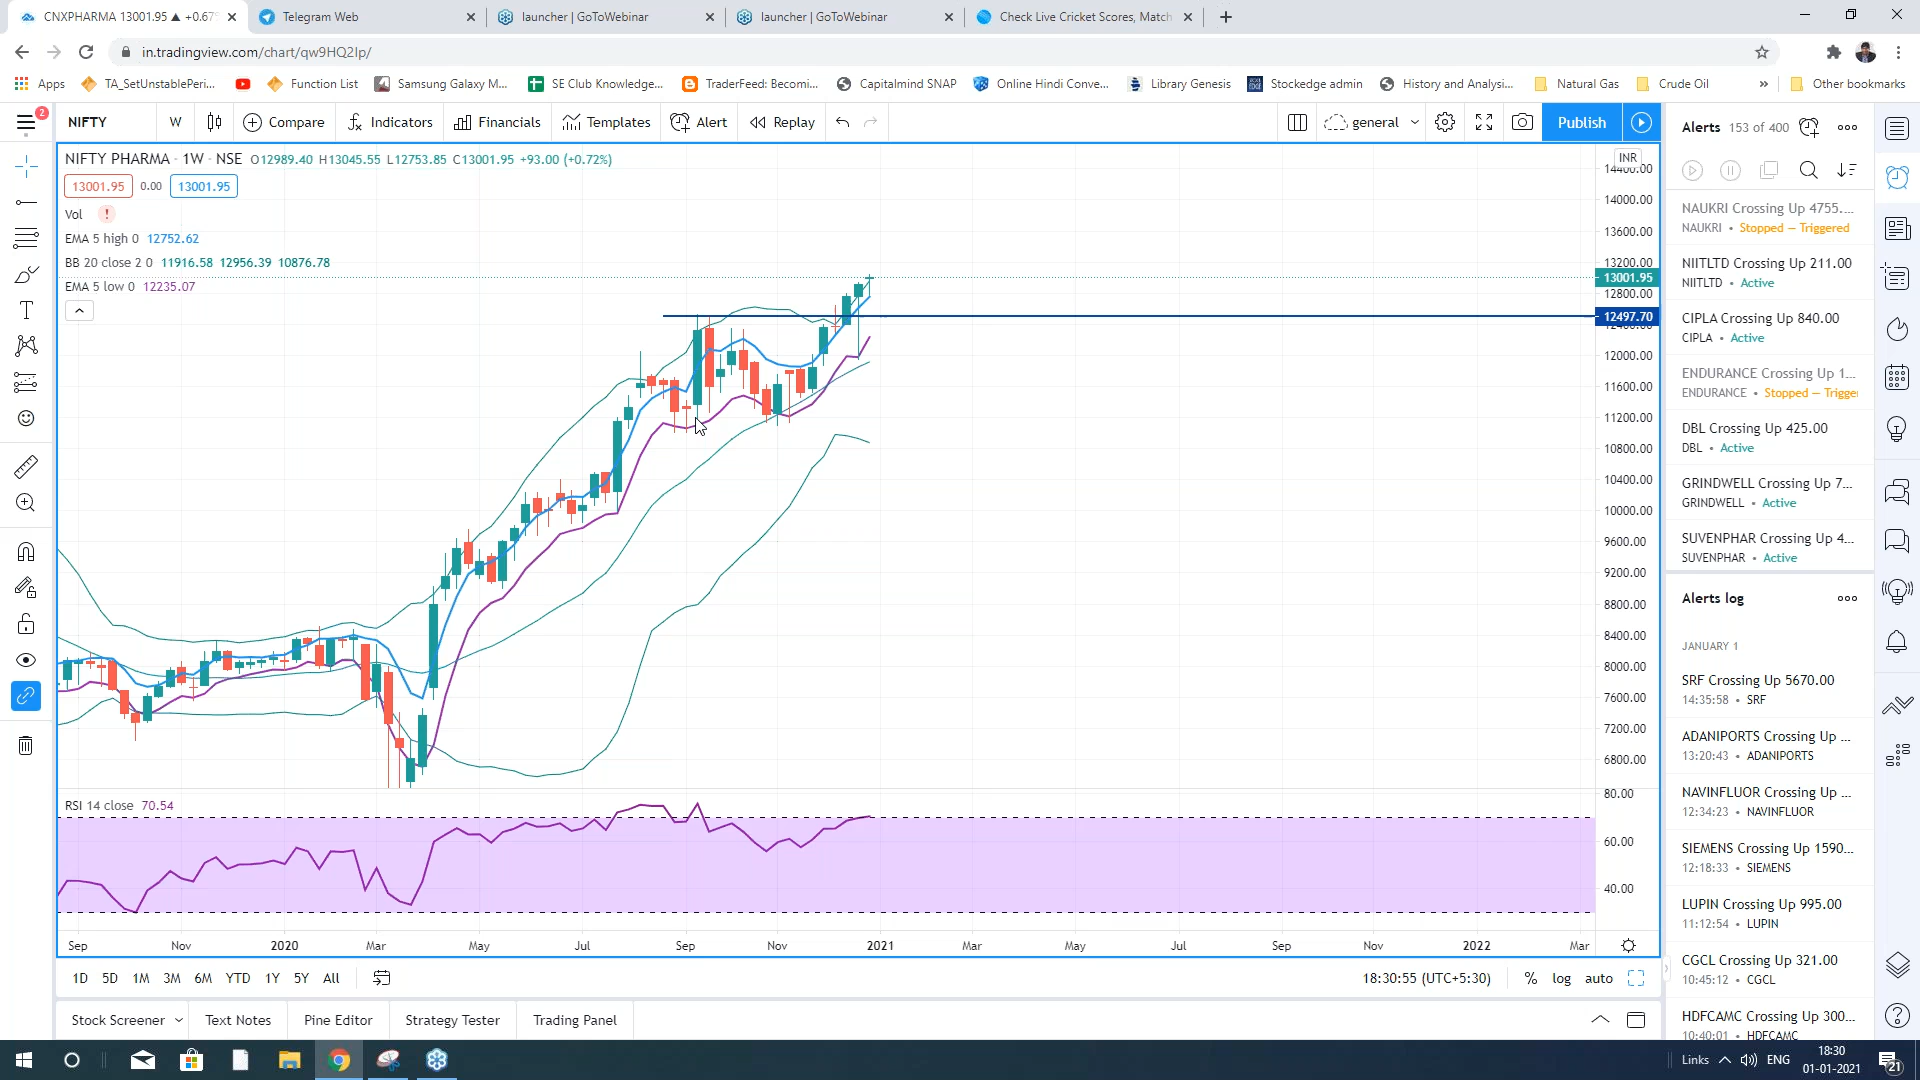 CNXPHARMA 13001.95 ▲ +0.67%
Telegram Web
launcher | GoToWebinar
launcher | GoToWebinar
Check Live Cricket Scores, Match
in.tradingview.com/chart/qw9HQ2Ip/
Apps
TA_SetUnstablePeri...
Function List
Samsung Galaxy M...
SE Club Knowledge...
TraderFeed: Becomi...
Capitalmind SNAP
Online Hindi Conve...
Library Genesis
Stockedge admin
History and Analysi...
Natural Gas
Crude Oil
»
Other bookmarks
2
NIFTY
W
Compare
Indicators
Financials
Templates
Alert
Replay
general
Publish
NIFTY PHARMA · 1W · NSE O12989.40 H13045.55 L12753.85 C13001.95 +93.00 (+0.72%)
13001.95 0.00 13001.95
Vol !
EMA 5 high 0 12752.62
BB 20 close 2 0 11916.58 12956.39 10876.78
EMA 5 low 0 12235.07
INR
14400.00
14000.00
13600.00
13200.00
13001.95
12800.00
12497.70
12400.00
12000.00
11600.00
11200.00
10800.00
10400.00
10000.00
9600.00
9200.00
8800.00
8400.00
8000.00
7600.00
7200.00
6800.00
RSI 14 close 70.54
80.00
60.00
40.00
Sep Nov 2020 Mar May Jul Sep Nov 2021 Mar May Jul Sep Nov 2022 Mar
1D 5D 1M 3M 6M YTD 1Y 5Y All
18:30:55 (UTC+5:30) % log auto
Stock Screener
Text Notes
Pine Editor
Strategy Tester
Trading Panel
Alerts 153 of 400
NAUKRI Crossing Up 4755....
NAUKRI • Stopped — Triggered
NIITLTD Crossing Up 211.00
NIITLTD • Active
CIPLA Crossing Up 840.00
CIPLA • Active
ENDURANCE Crossing Up 1...
ENDURANCE • Stopped — Trigger
DBL Crossing Up 425.00
DBL • Active
GRINDWELL Crossing Up 7...
GRINDWELL • Active
SUVENPHAR Crossing Up 4...
SUVENPHAR • Active
Alerts log
JANUARY 1
SRF Crossing Up 5670.00
14:35:58 • SRF
ADANIPORTS Crossing Up ...
13:20:43 • ADANIPORTS
NAVINFLUOR Crossing Up ...
12:34:23 • NAVINFLUOR
SIEMENS Crossing Up 1590...
12:18:33 • SIEMENS
LUPIN Crossing Up 995.00
11:12:54 • LUPIN
CGCL Crossing Up 321.00
10:45:12 • CGCL
HDFCAMC Crossing Up 300...
10:40:01 • HDFCAMC
Links
ENG
18:30
01-01-2021
21